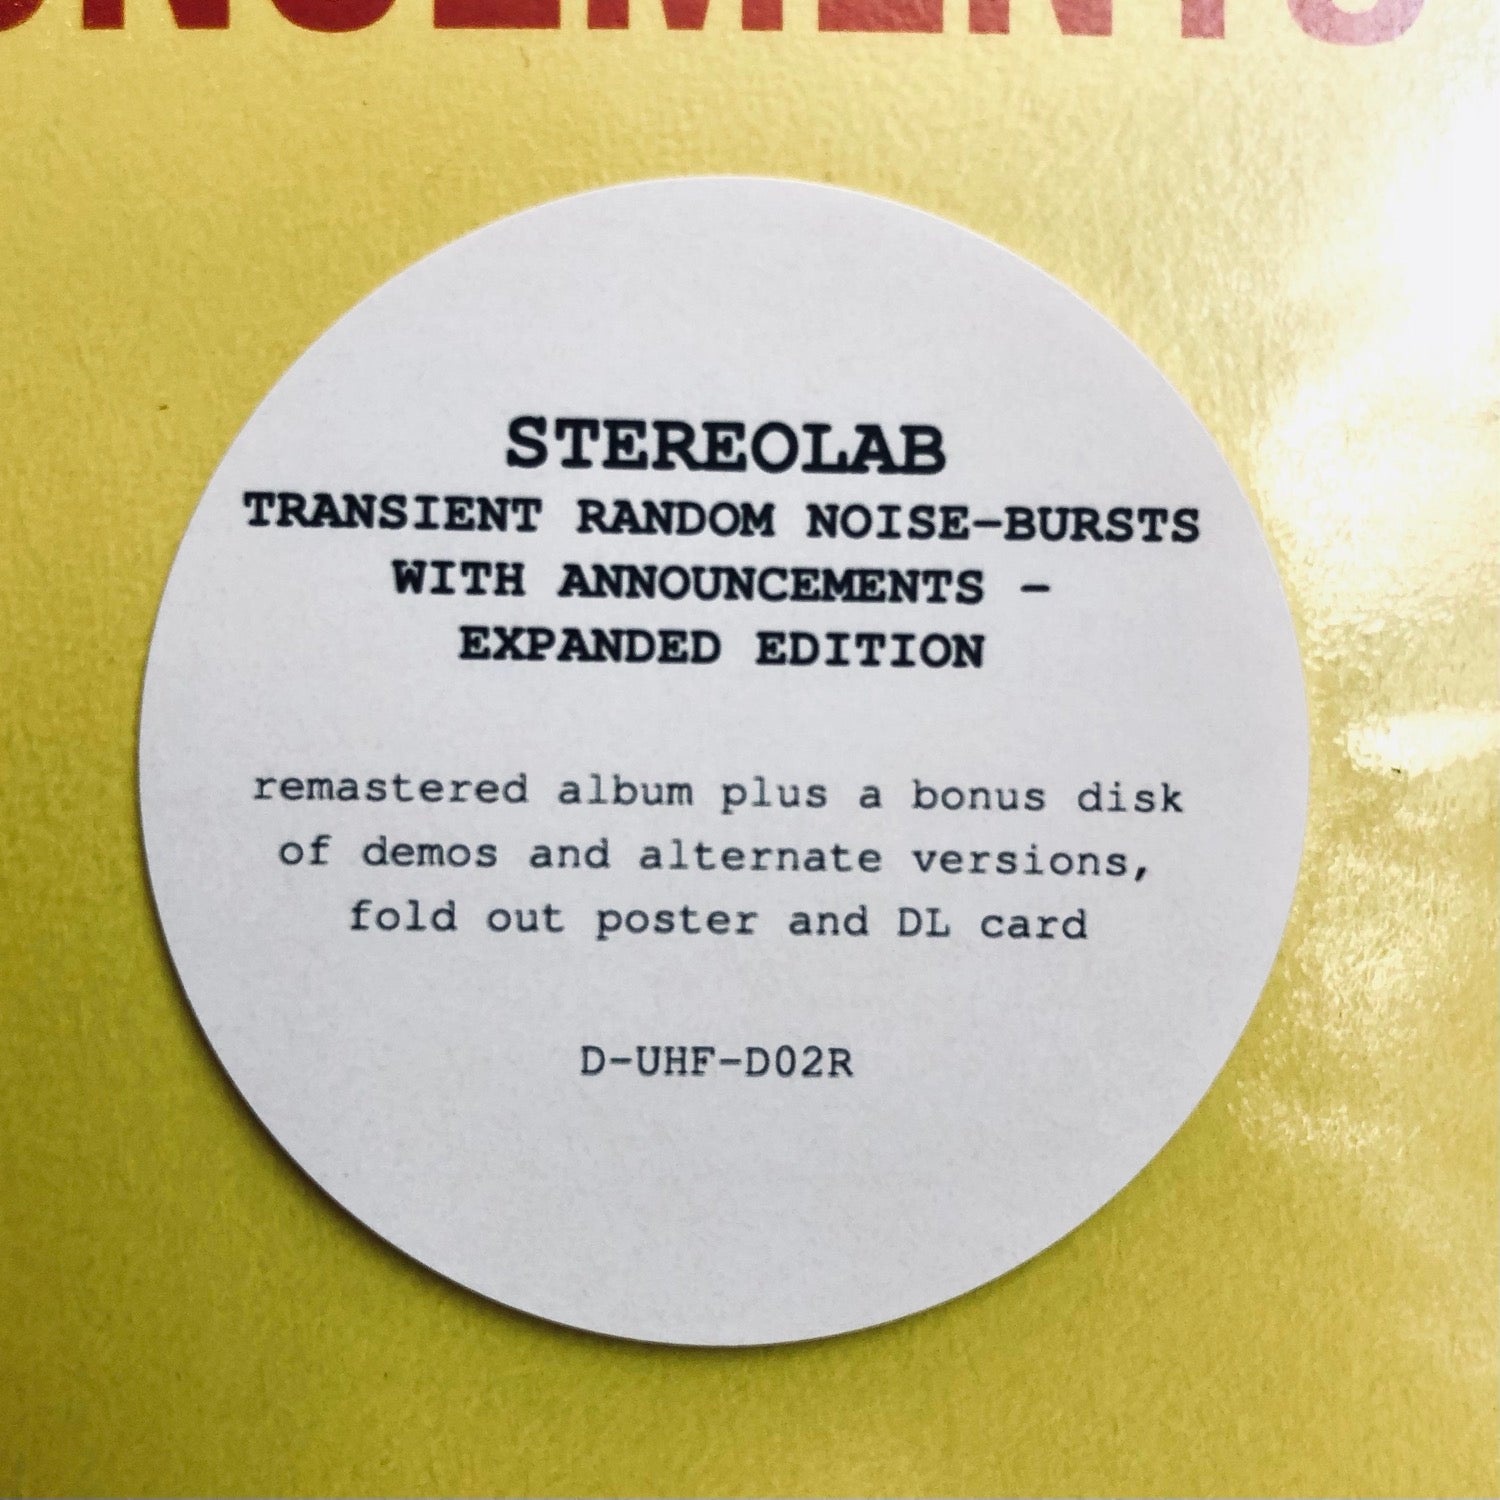 NCEMENTS
STEREOLAB
TRANSIENT RANDOM NOISE-BURSTS
WITH ANNOUNCEMENTS -
EXPANDED EDITION
remastered album plus a bonus disk
of demos and alternate versions,
fold out poster and DL card
D-UHF-D02R